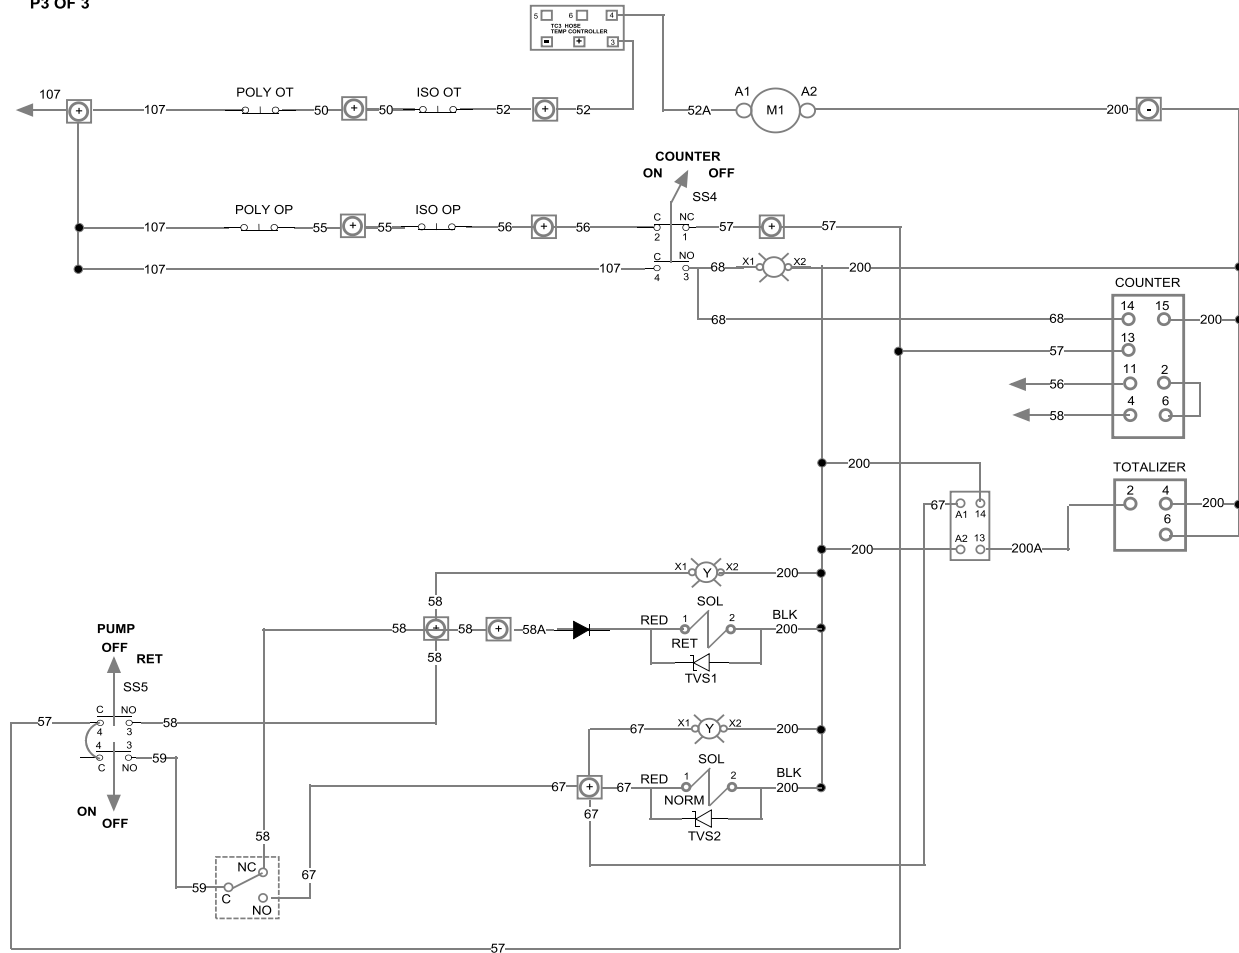 P3 OF 3
5 6 4
TC3 HOSE
TEMP CONTROLLER
- + 3
107
+
107
POLY OT
50
+
50
ISO OT
52
+
52
52A
A1
M1
A2
200
-
COUNTER
ON OFF
SS4
107
POLY OP
55
+
55
ISO OP
56
+
56
C NC
2 1
57
+
57
107
107
C NO
4 3
68
X1 X2
200
68
68
COUNTER
14 15
200
13
57
11 2
56
4 6
58
200
TOTALIZER
2 4
200
6
67
A1 14
A2 13
200
200A
X1 Y X2
200
58
58
+
58
+
58A
58
SOL
RED
1 2
BLK
200
RET
TVS1
PUMP
OFF
RET
SS5
57
C NO
4 3
58
4 3
C NO
59
ON
OFF
67
X1 Y X2
200
SOL
67
+
67
RED
1 2
BLK
200
NORM
TVS2
67
58
67
59
NC
C
NO
57